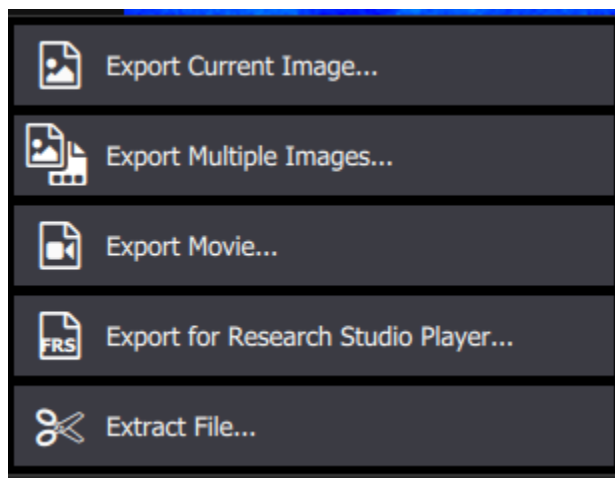 Export Current Image...
Export Multiple Images...
Export Movie...
FRS
Export for Research Studio Player...
Extract File...